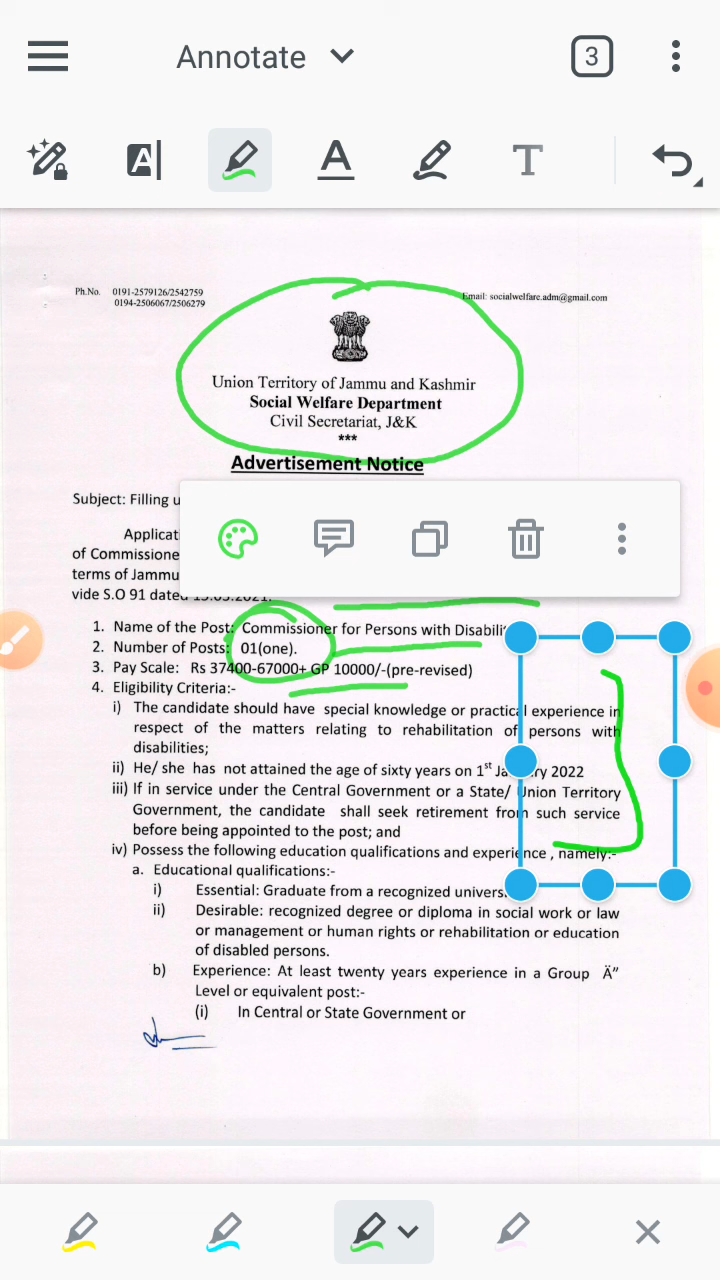 Annotate
3
A
A
T
Ph.No. 0191-2579126/2542759
0194-2506067/2506279
Email: socialwelfare.adm@gmail.com
Union Territory of Jammu and Kashmir
Social Welfare Department
Civil Secretariat, J&K
***
Advertisement Notice
Subject: Filling u
Applicati
of Commissione
terms of Jammu
vide S.O 91 dated 15.03.2021.
1. Name of the Post: Commissioner for Persons with Disabili
2. Number of Posts: 01(one).
3. Pay Scale: Rs 37400-67000+ GP 10000/-(pre-revised)
4. Eligibility Criteria:-
i) The candidate should have special knowledge or practical experience in
respect of the matters relating to rehabilitation of persons with
disabilities;
ii) He/ she has not attained the age of sixty years on 1st January 2022
iii) If in service under the Central Government or a State/ Union Territory
Government, the candidate shall seek retirement from such service
before being appointed to the post; and
iv) Possess the following education qualifications and experience , namely:-
a. Educational qualifications:-
i) Essential: Graduate from a recognized univers
ii) Desirable: recognized degree or diploma in social work or law
or management or human rights or rehabilitation or education
of disabled persons.
b) Experience: At least twenty years experience in a Group Ä”
Level or equivalent post:-
(i) In Central or State Government or